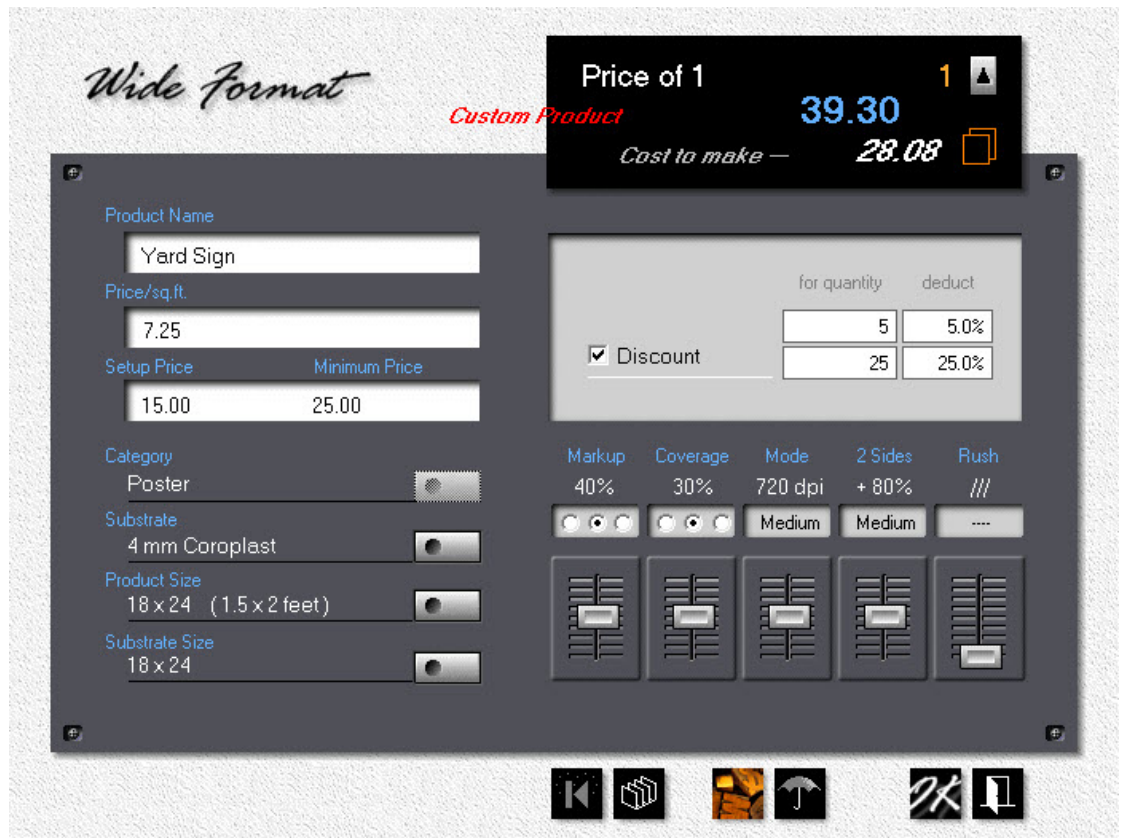 Wide Format
Custom Product
Price of 1 1
39.30
Cost to make — 28.08
Product Name
Yard Sign
Price/sq.ft.
7.25
Setup Price Minimum Price
15.00 25.00
Category
Poster
Substrate
4 mm Coroplast
Product Size
18 x 24 (1.5 x 2 feet)
Substrate Size
18 x 24
for quantity deduct
5 5.0%
Discount
25 25.0%
Markup Coverage Mode 2 Sides Rush
40% 30% 720 dpi + 80% ///
Medium Medium ----
OK